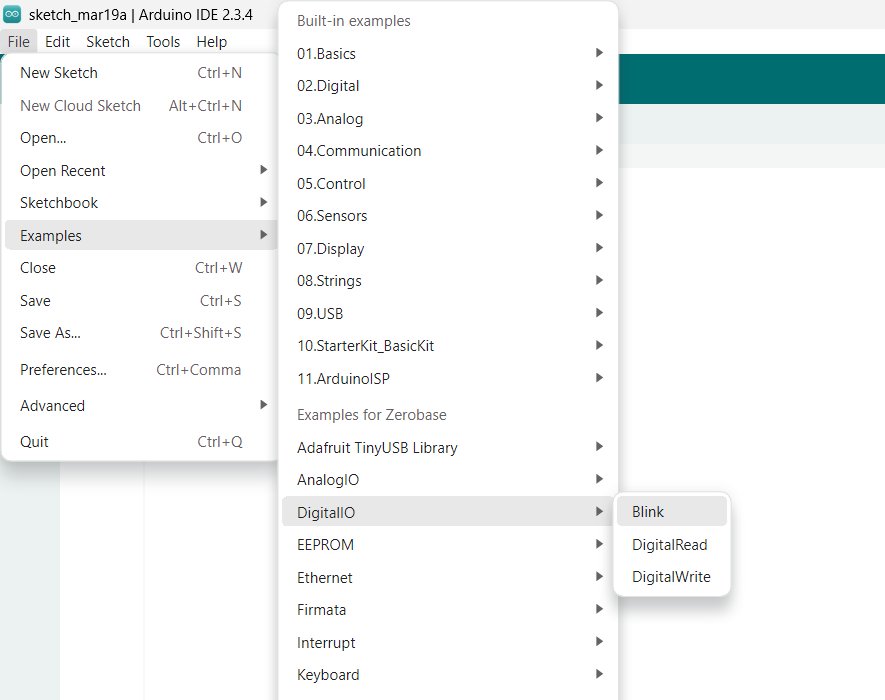 sketch_mar19a | Arduino IDE 2.3.4
File Edit Sketch Tools Help
New Sketch Ctrl+N
New Cloud Sketch Alt+Ctrl+N
Open... Ctrl+O
Open Recent
Sketchbook
Examples
Close Ctrl+W
Save Ctrl+S
Save As... Ctrl+Shift+S
Preferences... Ctrl+Comma
Advanced
Quit Ctrl+Q
Built-in examples
01.Basics
02.Digital
03.Analog
04.Communication
05.Control
06.Sensors
07.Display
08.Strings
09.USB
10.StarterKit_BasicKit
11.ArduinoISP
Examples for Zerobase
Adafruit TinyUSB Library
AnalogIO
DigitalIO
EEPROM
Ethernet
Firmata
Interrupt
Keyboard
Blink
DigitalRead
DigitalWrite